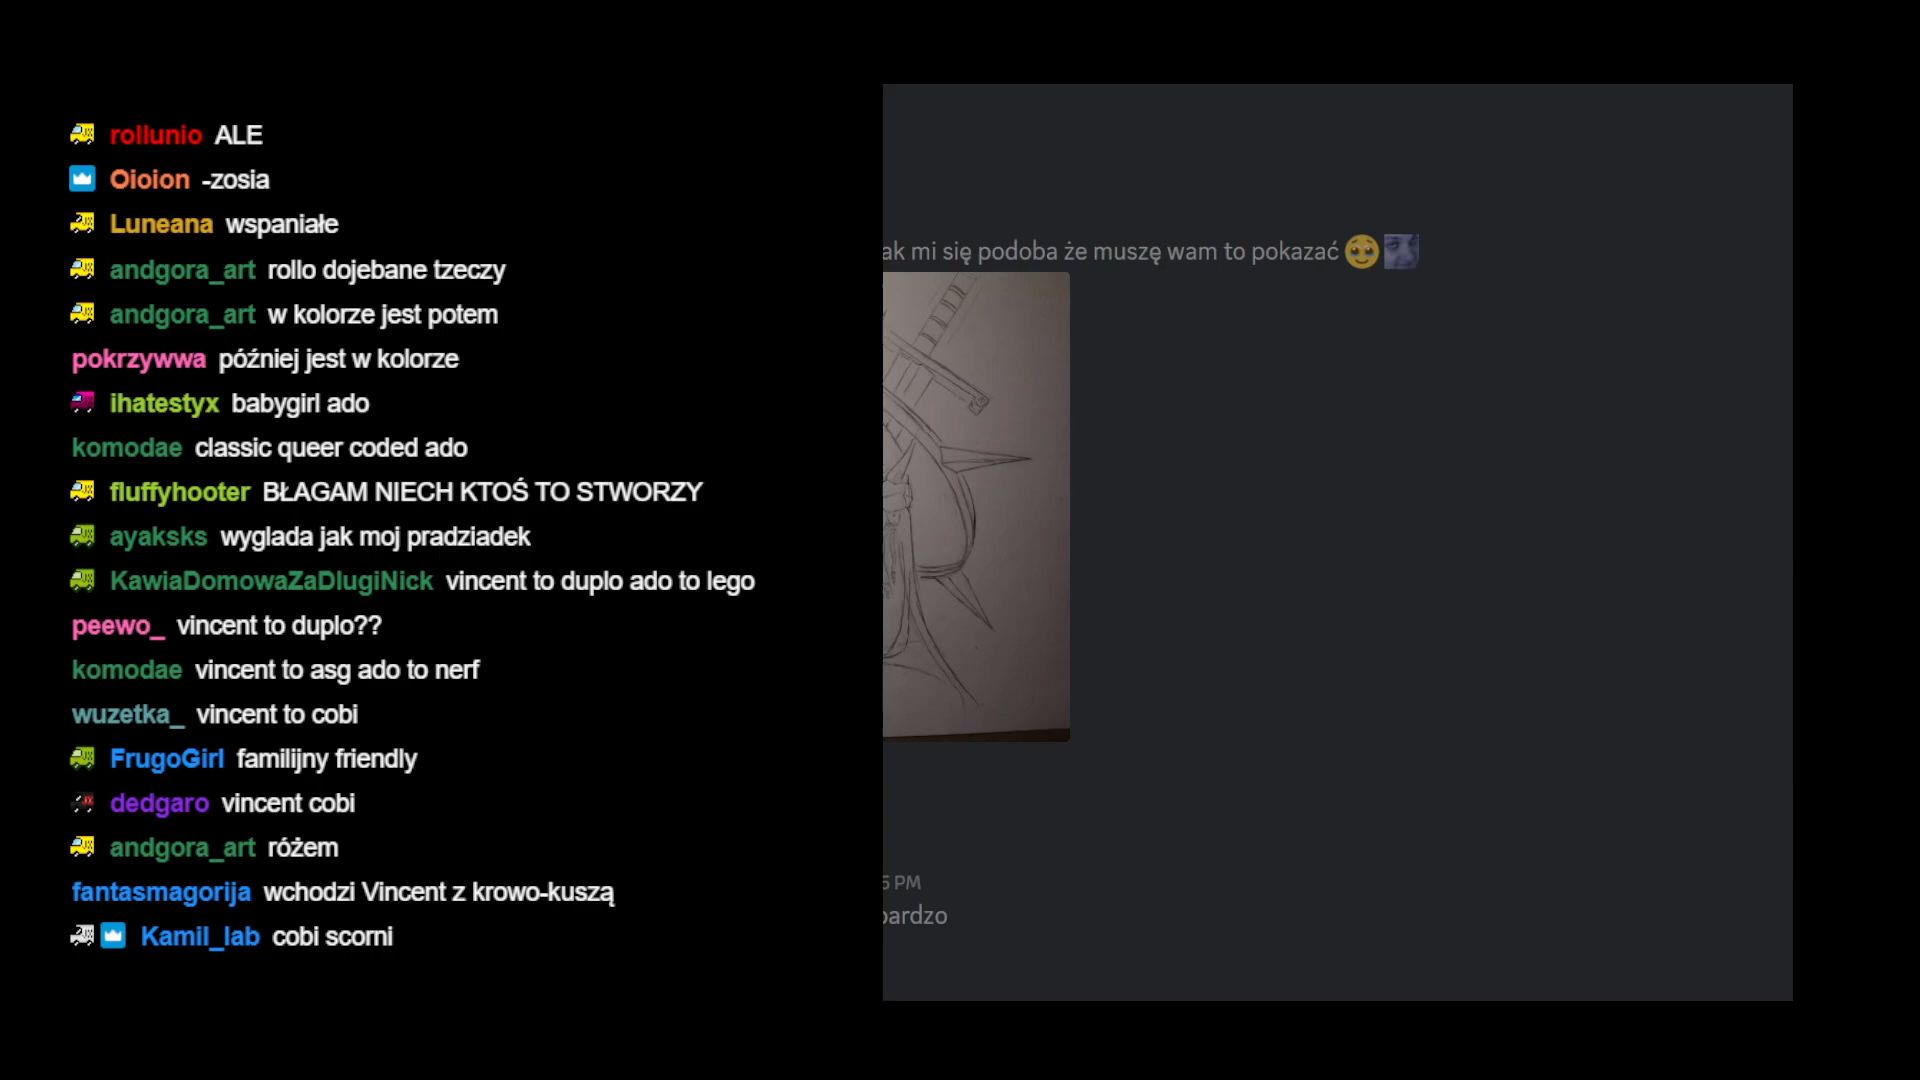 rollunio ALE
Oioion -zosia
Luneana wspaniałe
andgora_art rollo dojebane tzeczy
andgora_art w kolorze jest potem
pokrzywwa później jest w kolorze
ihatestyx babygirl ado
komodae classic queer coded ado
fluffyhooter BŁAGAM NIECH KTOŚ TO STWORZY
ayaksks wyglada jak moj pradziadek
KawiaDomowaZaDlugiNick vincent to duplo ado to lego
peewo_ vincent to duplo??
komodae vincent to asg ado to nerf
wuzetka_ vincent to cobi
FrugoGirl familijny friendly
dedgaro vincent cobi
andgora_art różem
fantasmagorija wchodzi Vincent z krowo-kuszą
Kamil_lab cobi scorni
ak mi się podoba że muszę wam to pokazać
5 PM
bardzo